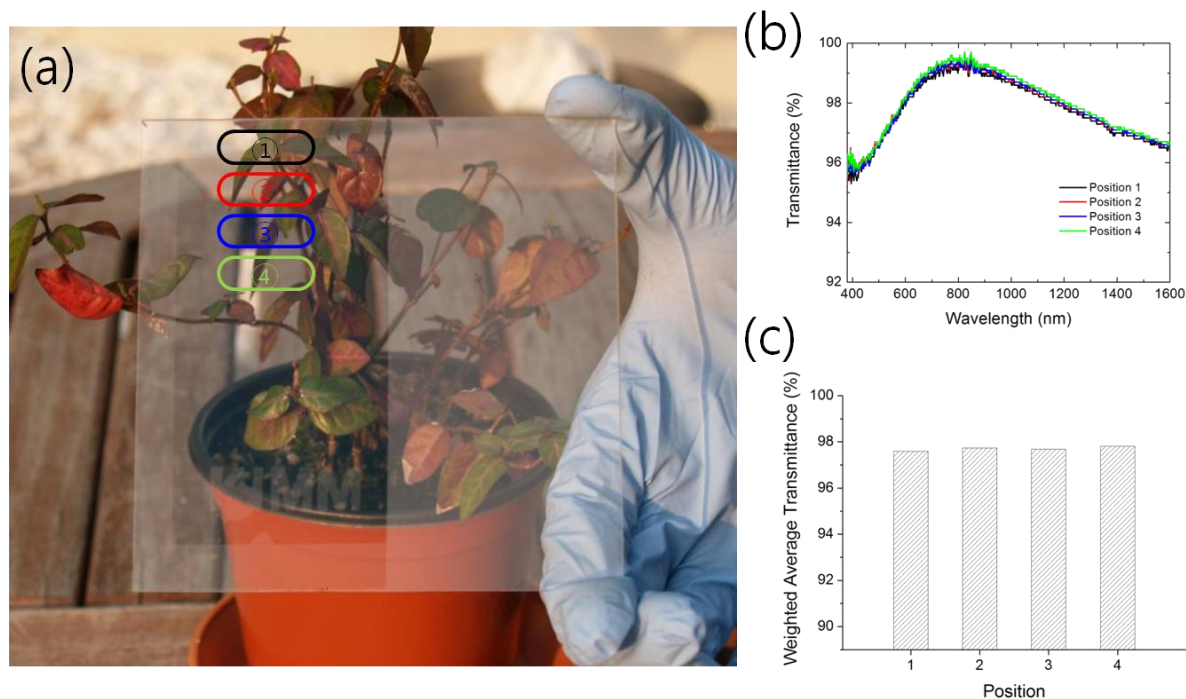 (a)
①
②
③
④
KIMM
(b)
100
98
96
94
92
Transmittance (%)
400 600 800 1000 1200 1400 1600
Wavelength (nm)
Position 1
Position 2
Position 3
Position 4
(c)
100
98
96
94
92
90
Weighted Average Transmittance (%)
1 2 3 4
Position